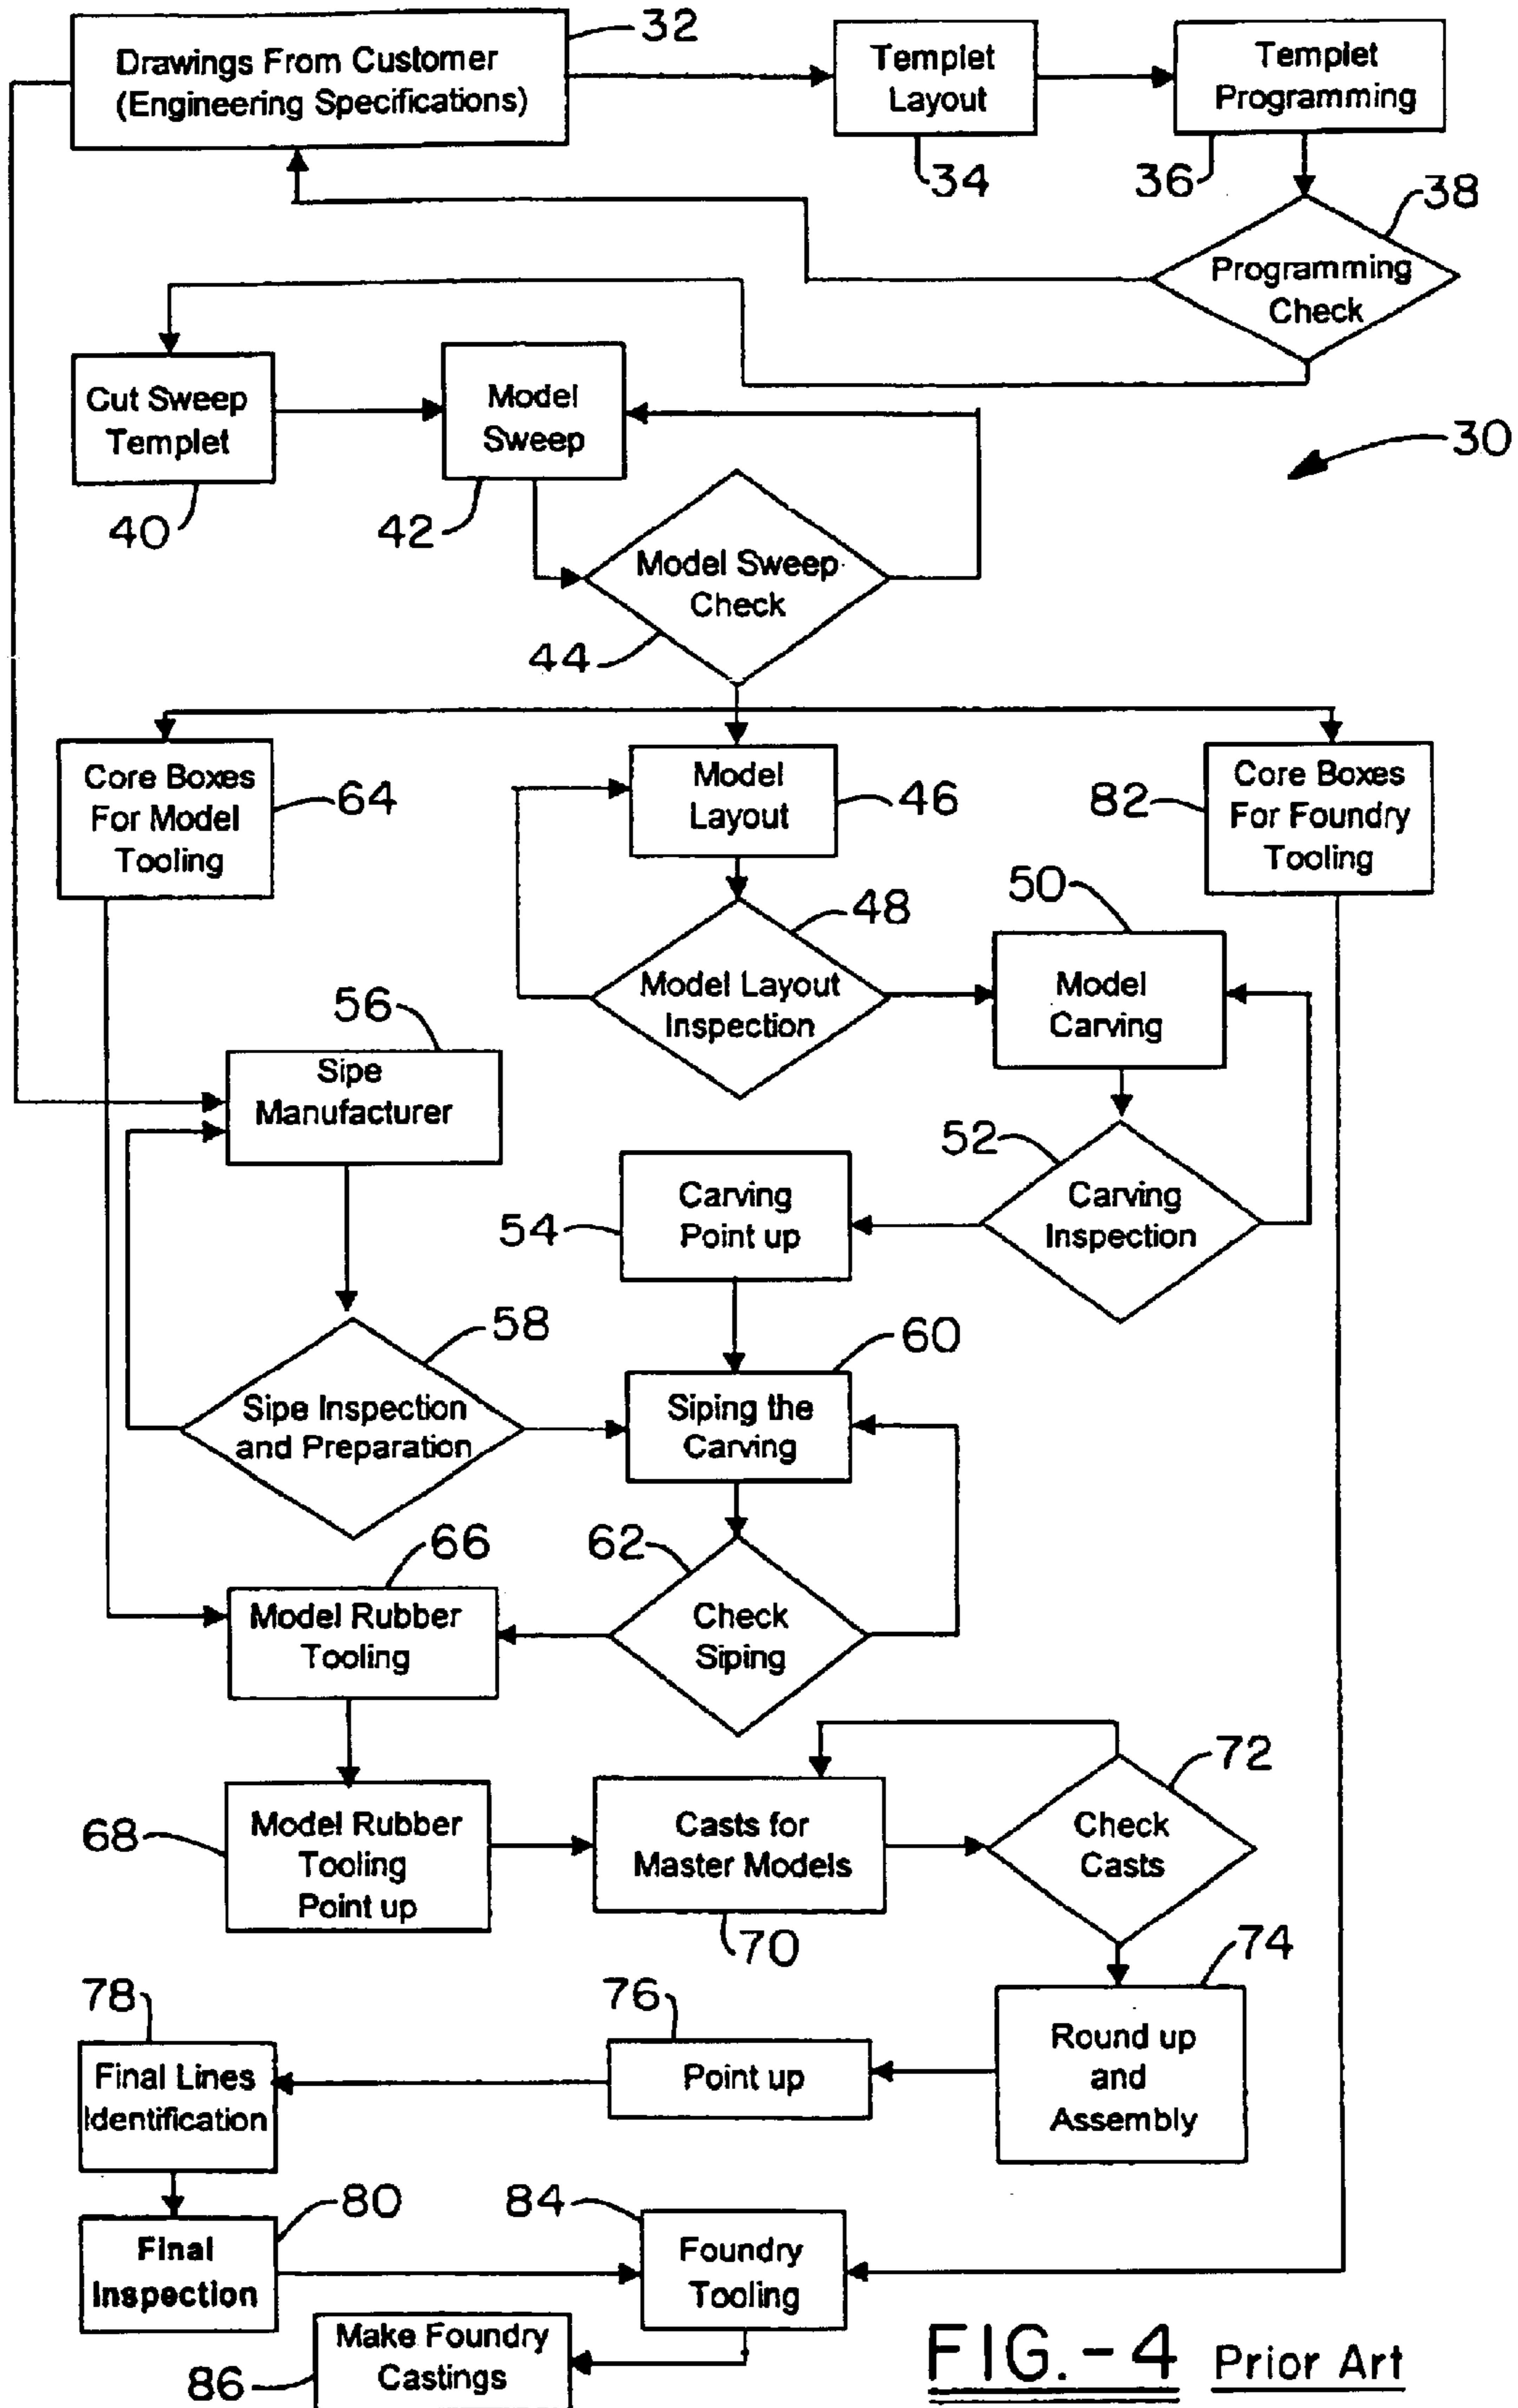 32
Drawings From Customer
(Engineering Specifications)
Templet
Layout
34
Templet
Programming
36
38
Programming
Check
Cut Sweep
Templet
40
Model
Sweep
42
30
Model Sweep
Check
44
Core Boxes
For Model
Tooling
64
Model
Layout
46
82
Core Boxes
For Foundry
Tooling
48
Model Layout
Inspection
50
Model
Carving
56
Sipe
Manufacturer
52
Carving
Inspection
Carving
Point up
54
58
Sipe Inspection
and Preparation
60
Siping the
Carving
66
Model Rubber
Tooling
62
Check
Siping
68
Model Rubber
Tooling
Point up
Casts for
Master Models
70
72
Check
Casts
74
Round up
and
Assembly
76
Point up
78
Final Lines
Identification
80
Final
Inspection
84
Foundry
Tooling
Make Foundry
Castings
86
FIG.-4 Prior Art